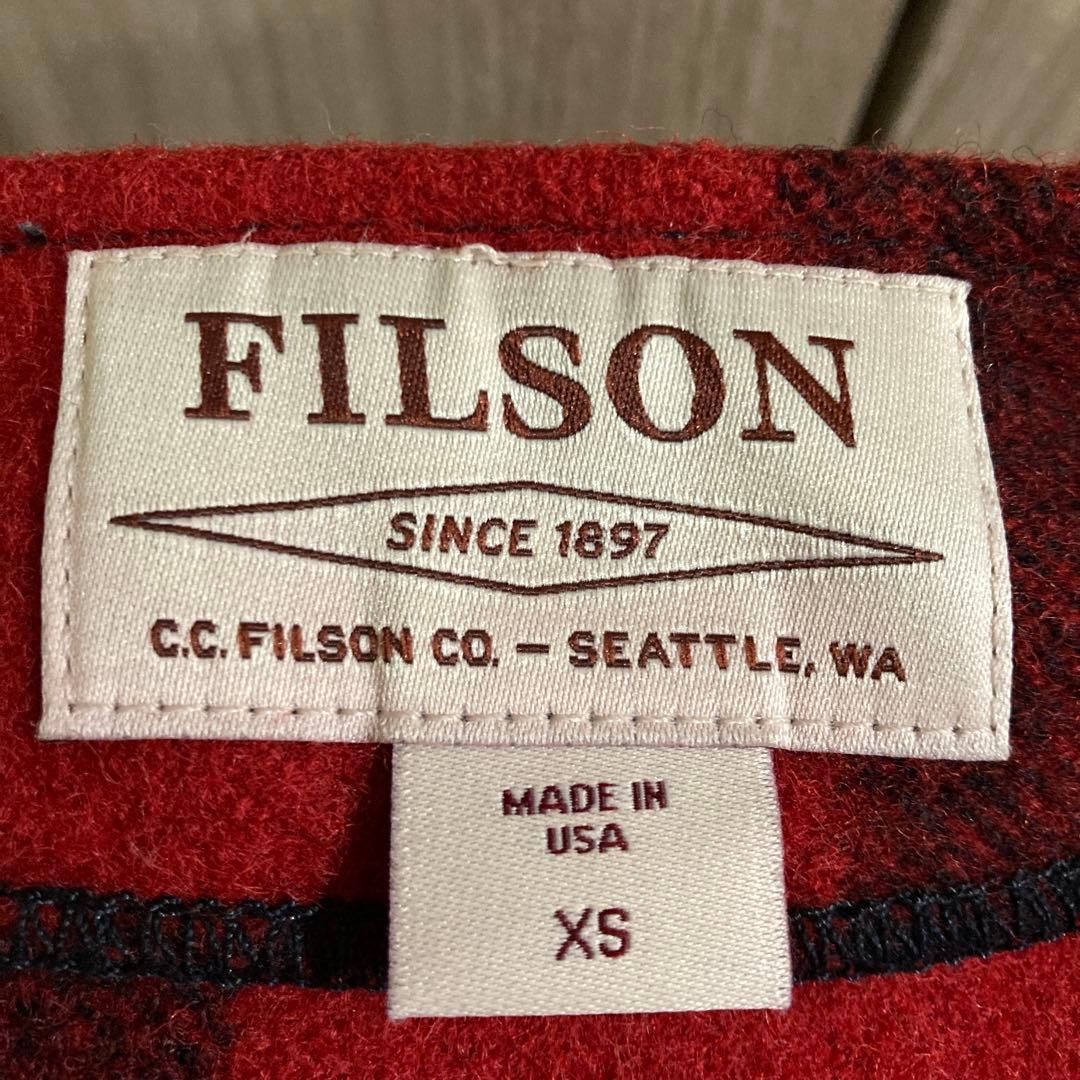 FILSON
SINCE 1897
C.C. FILSON CO. – SEATTLE, WA
MADE IN
USA
XS